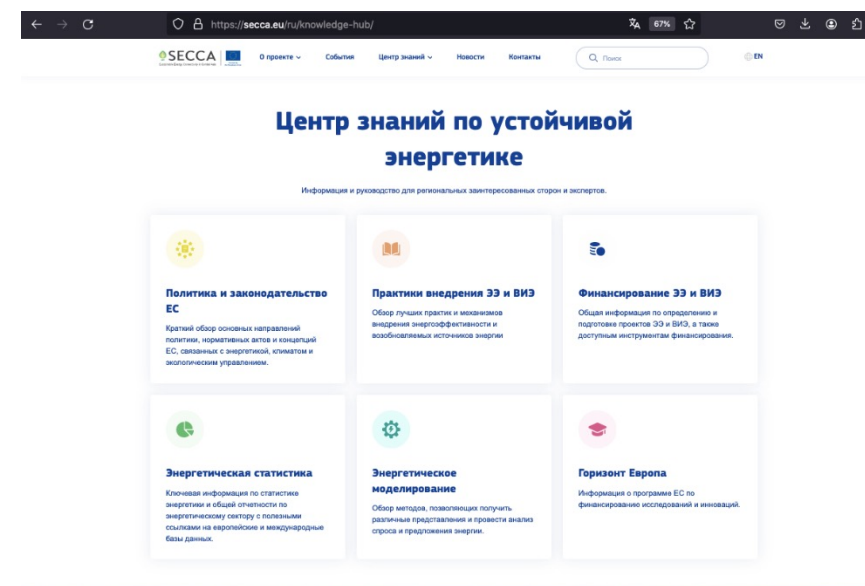 https://secca.eu/ru/knowledge-hub/
67%
SECCA
О проекте
События
Центр знаний
Новости
Контакты
Поиск
EN
Центр знаний по устойчивой
энергетике
Информация и руководство для региональных заинтересованных сторон и экспертов.
Политика и законодательство
ЕС
Краткий обзор основных направлений
политики, нормативных актов и концепций
ЕС, связанных с энергетикой, климатом и
экологическим управлением.
Практики внедрения ЭЭ и ВИЭ
Обзор лучших практик и механизмов
внедрения энергоэффективности и
возобновляемых источников энергии
Финансирование ЭЭ и ВИЭ
Общая информация по определению и
подготовке проектов ЭЭ и ВИЭ, а также
доступным инструментам финансирования.
Энергетическая статистика
Ключевая информация по статистике
энергетики и общей отчетности по
энергетическому сектору с полезными
ссылками на европейские и международные
базы данных.
Энергетическое
моделирование
Обзор методов, позволяющих получить
различные представления и провести анализ
спроса и предложения энергии.
Горизонт Европа
Информация о программе ЕС по
финансированию исследований и инноваций.